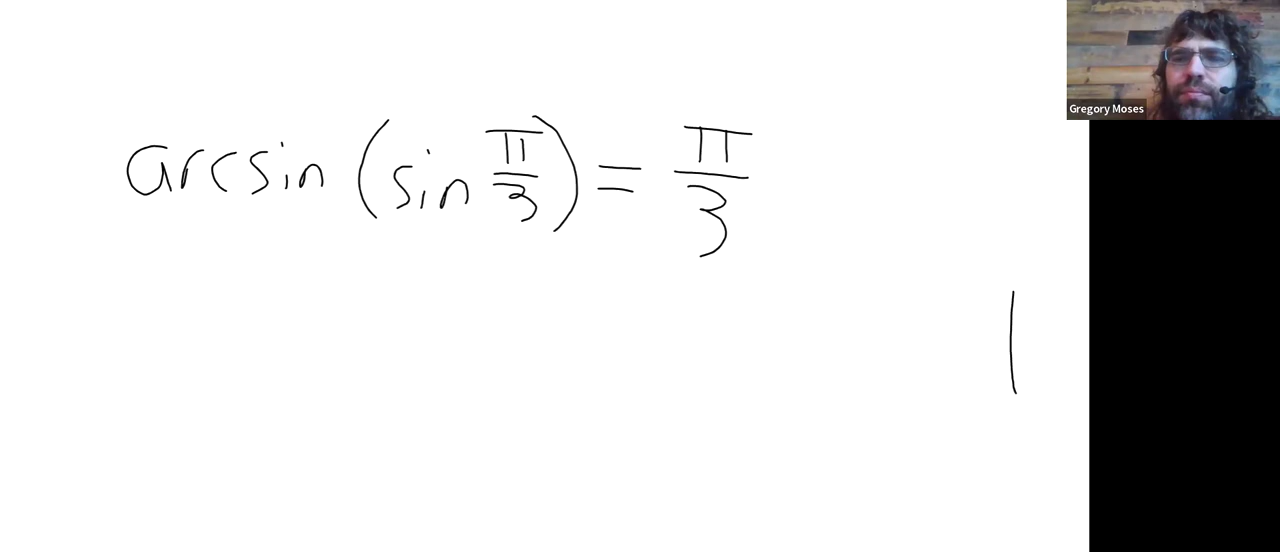 arcsin (sin π/3) = π/3
Gregory Moses